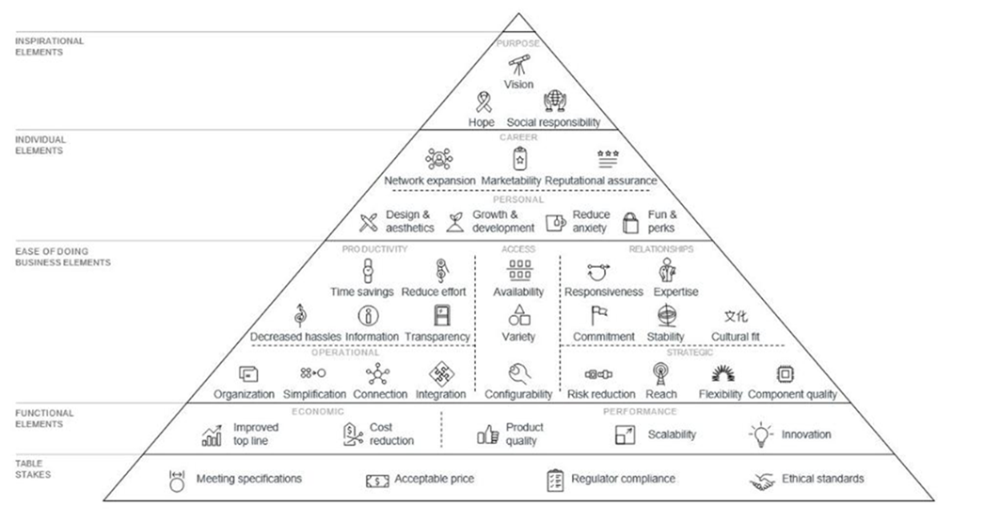 INSPIRATIONAL
ELEMENTS
PURPOSE
Vision
Hope Social responsibility
INDIVIDUAL
ELEMENTS
CAREER
Network expansion Marketability Reputational assurance
PERSONAL
Design &
aesthetics
Growth &
development
Reduce
anxiety
Fun &
perks
EASE OF DOING
BUSINESS ELEMENTS
PRODUCTIVITY
Time savings Reduce effort
Decreased hassles Information Transparency
ACCESS
Availability
Variety
Configurability
RELATIONSHIPS
Responsiveness Expertise
文化
Commitment Stability Cultural fit
OPERATIONAL
Organization Simplification Connection Integration
STRATEGIC
Risk reduction Reach Flexibility Component quality
FUNCTIONAL
ELEMENTS
ECONOMIC
Improved
top line
Cost
reduction
PERFORMANCE
Product
quality
Scalability
Innovation
TABLE
STAKES
Meeting specifications Acceptable price Regulator compliance Ethical standards